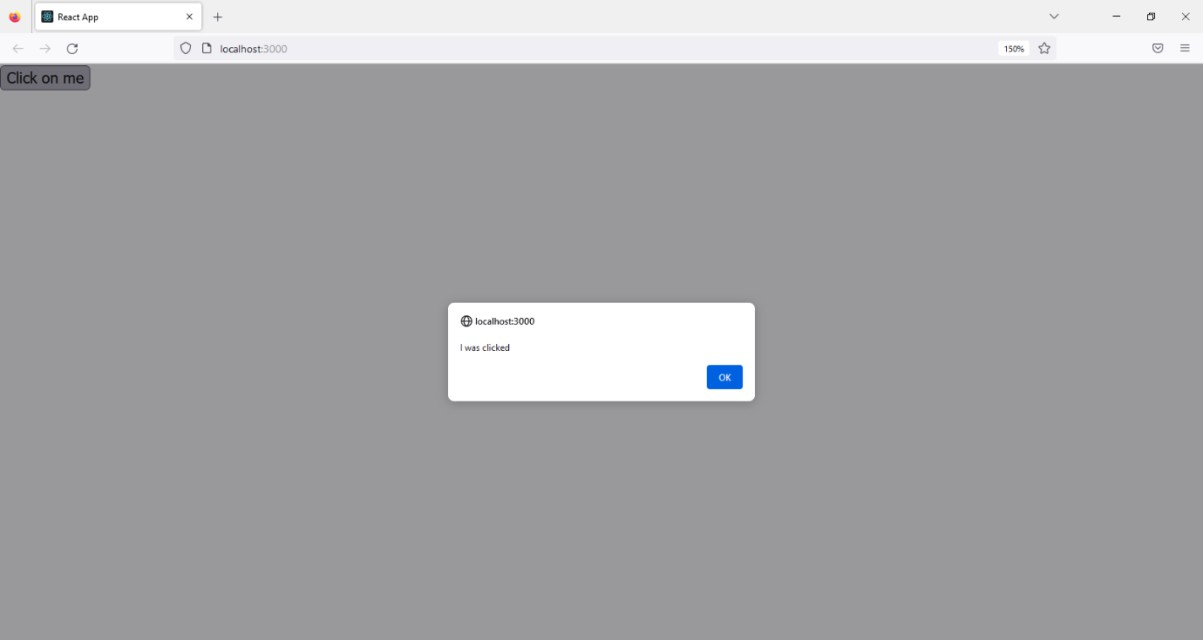 React App
localhost:3000
150%
Click on me
localhost:3000
I was clicked
OK